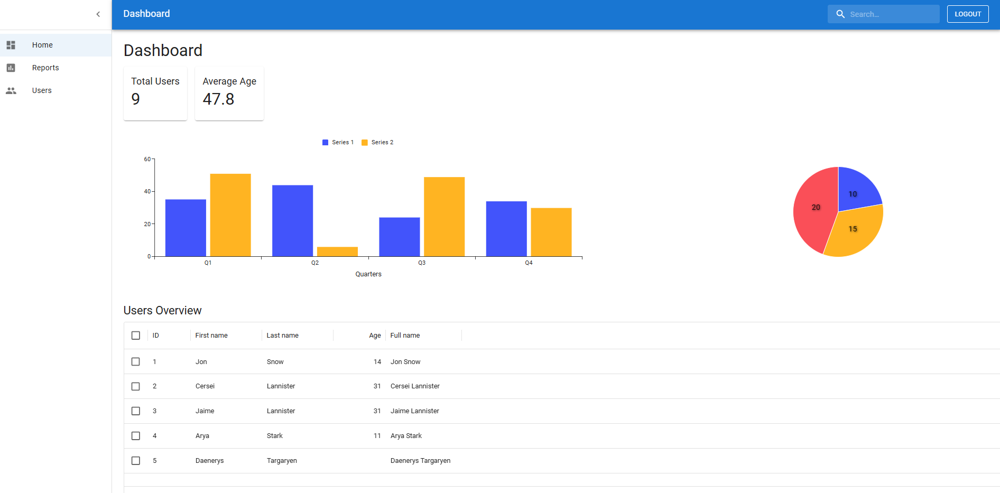 Dashboard
Search…
LOGOUT
Home
Reports
Users
Dashboard
Total Users
9
Average Age
47.8
Series 1
Series 2
60
40
20
0
Q1
Q2
Q3
Q4
Quarters
10
20
15
Users Overview
ID First name Last name Age Full name
1 Jon Snow 14 Jon Snow
2 Cersei Lannister 31 Cersei Lannister
3 Jaime Lannister 31 Jaime Lannister
4 Arya Stark 11 Arya Stark
5 Daenerys Targaryen Daenerys Targaryen